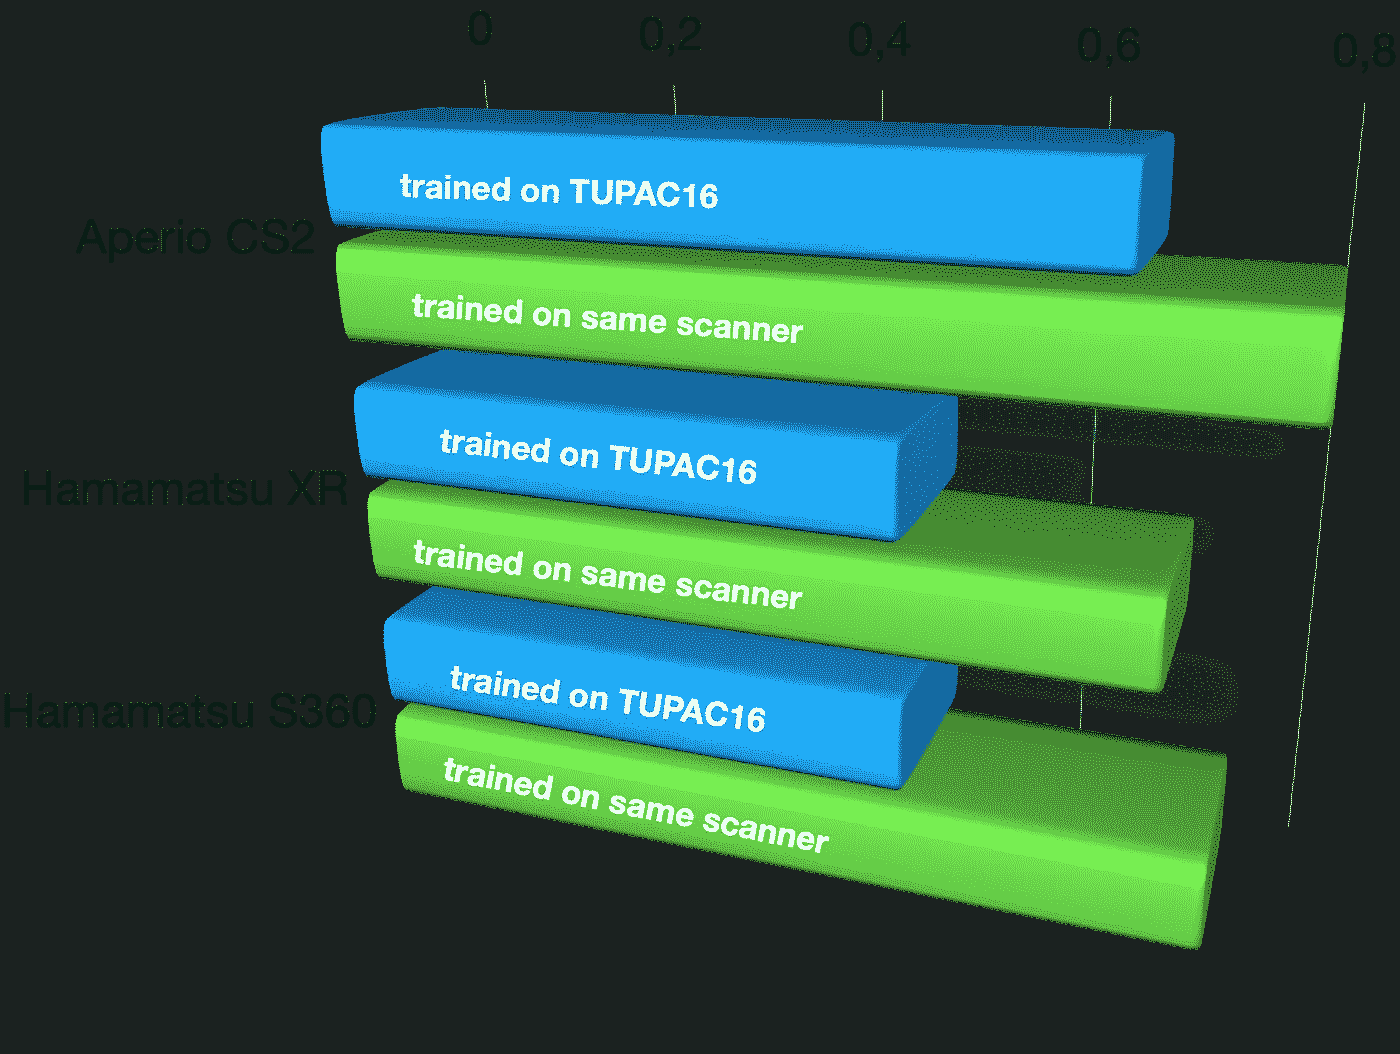 0 0,2 0,4 0,6 0,8
trained on TUPAC16
Aperio CS2
trained on same scanner
trained on TUPAC16
Hamamatsu XR
trained on same scanner
trained on TUPAC16
Hamamatsu S360
trained on same scanner